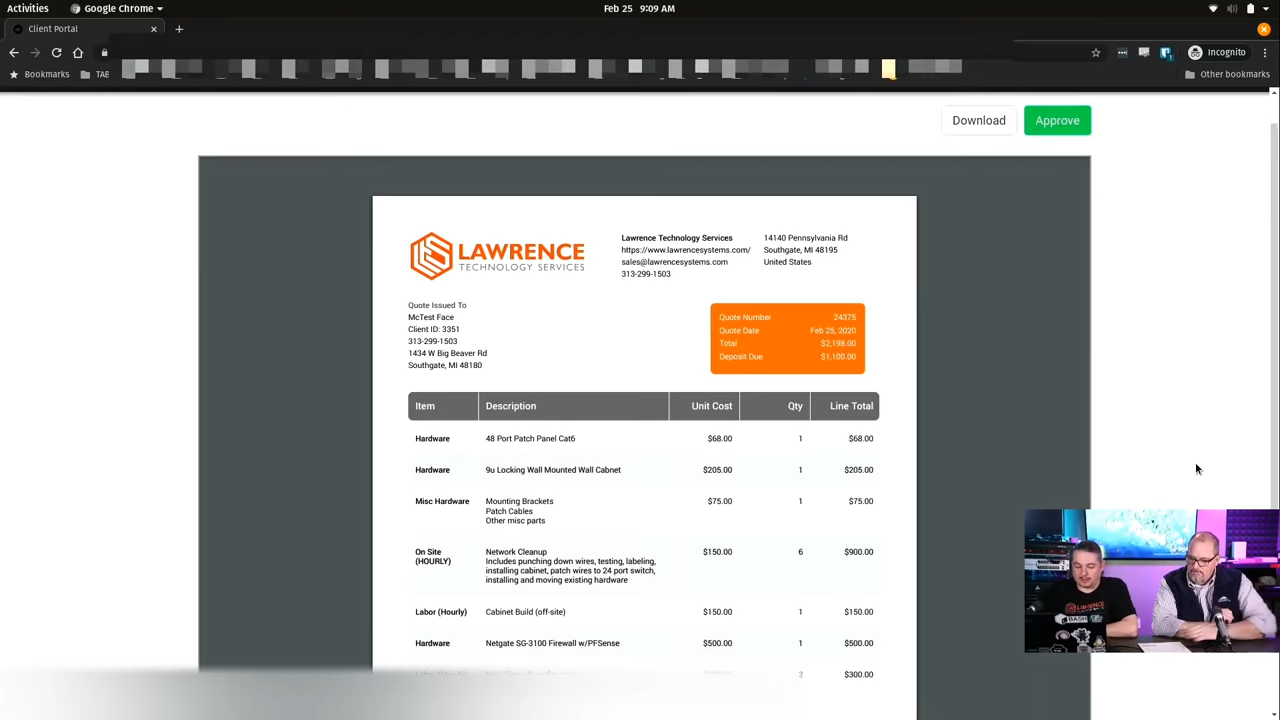 Activities
Google Chrome
Feb 25 9:09 AM
Client Portal
Incognito
Bookmarks
TAB
Other bookmarks
Download
Approve
LAWRENCE
TECHNOLOGY SERVICES
Lawrence Technology Services
https://www.lawrencesystems.com/
sales@lawrencesystems.com
313-299-1503
14140 Pennsylvania Rd
Southgate, MI 48195
United States
Quote Issued To
McTest Face
Client ID: 3351
313-299-1503
1434 W Big Beaver Rd
Southgate, MI 48180
Quote Number 24375
Quote Date Feb 25, 2020
Total $2,198.00
Deposit Due $1,100.00
Item Description Unit Cost Qty Line Total
Hardware 48 Port Patch Panel Cat6 $68.00 1 $68.00
Hardware 9u Locking Wall Mounted Wall Cabnet $205.00 1 $205.00
Misc Hardware Mounting Brackets $75.00 1 $75.00
Patch Cables
Other misc parts
On Site Network Cleanup $150.00 6 $900.00
(HOURLY) Includes punching down wires, testing, labeling,
installing cabinet, patch wires to 24 port switch,
installing and moving existing hardware
Labor (Hourly) Cabinet Build (off-site) $150.00 1 $150.00
Hardware Netgate SG-3100 Firewall w/PFSense $500.00 1 $500.00
2 $300.00
LAWRENCE